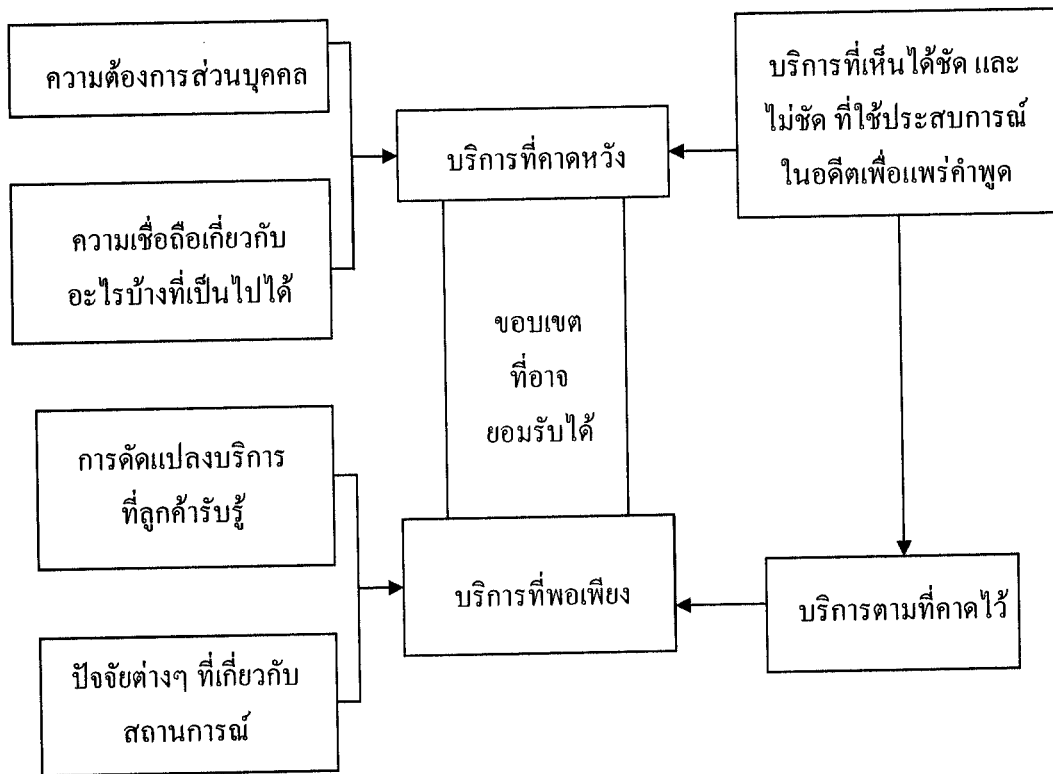 ความต้องการส่วนบุคคล
บริการที่เห็นได้ชัด และ
ไม่ชัด ที่ใช้ประสบการณ์
ในอดีตเพื่อแพร่คำพูด
บริการที่คาดหวัง
ความเชื่อถือเกี่ยวกับ
อะไรบ้างที่เป็นไปได้
ขอบเขต
ที่อาจ
ยอมรับได้
การดัดแปลงบริการ
ที่ลูกค้ารับรู้
บริการที่พอเพียง
บริการตามที่คาดไว้
ปัจจัยต่างๆ ที่เกี่ยวกับ
สถานการณ์